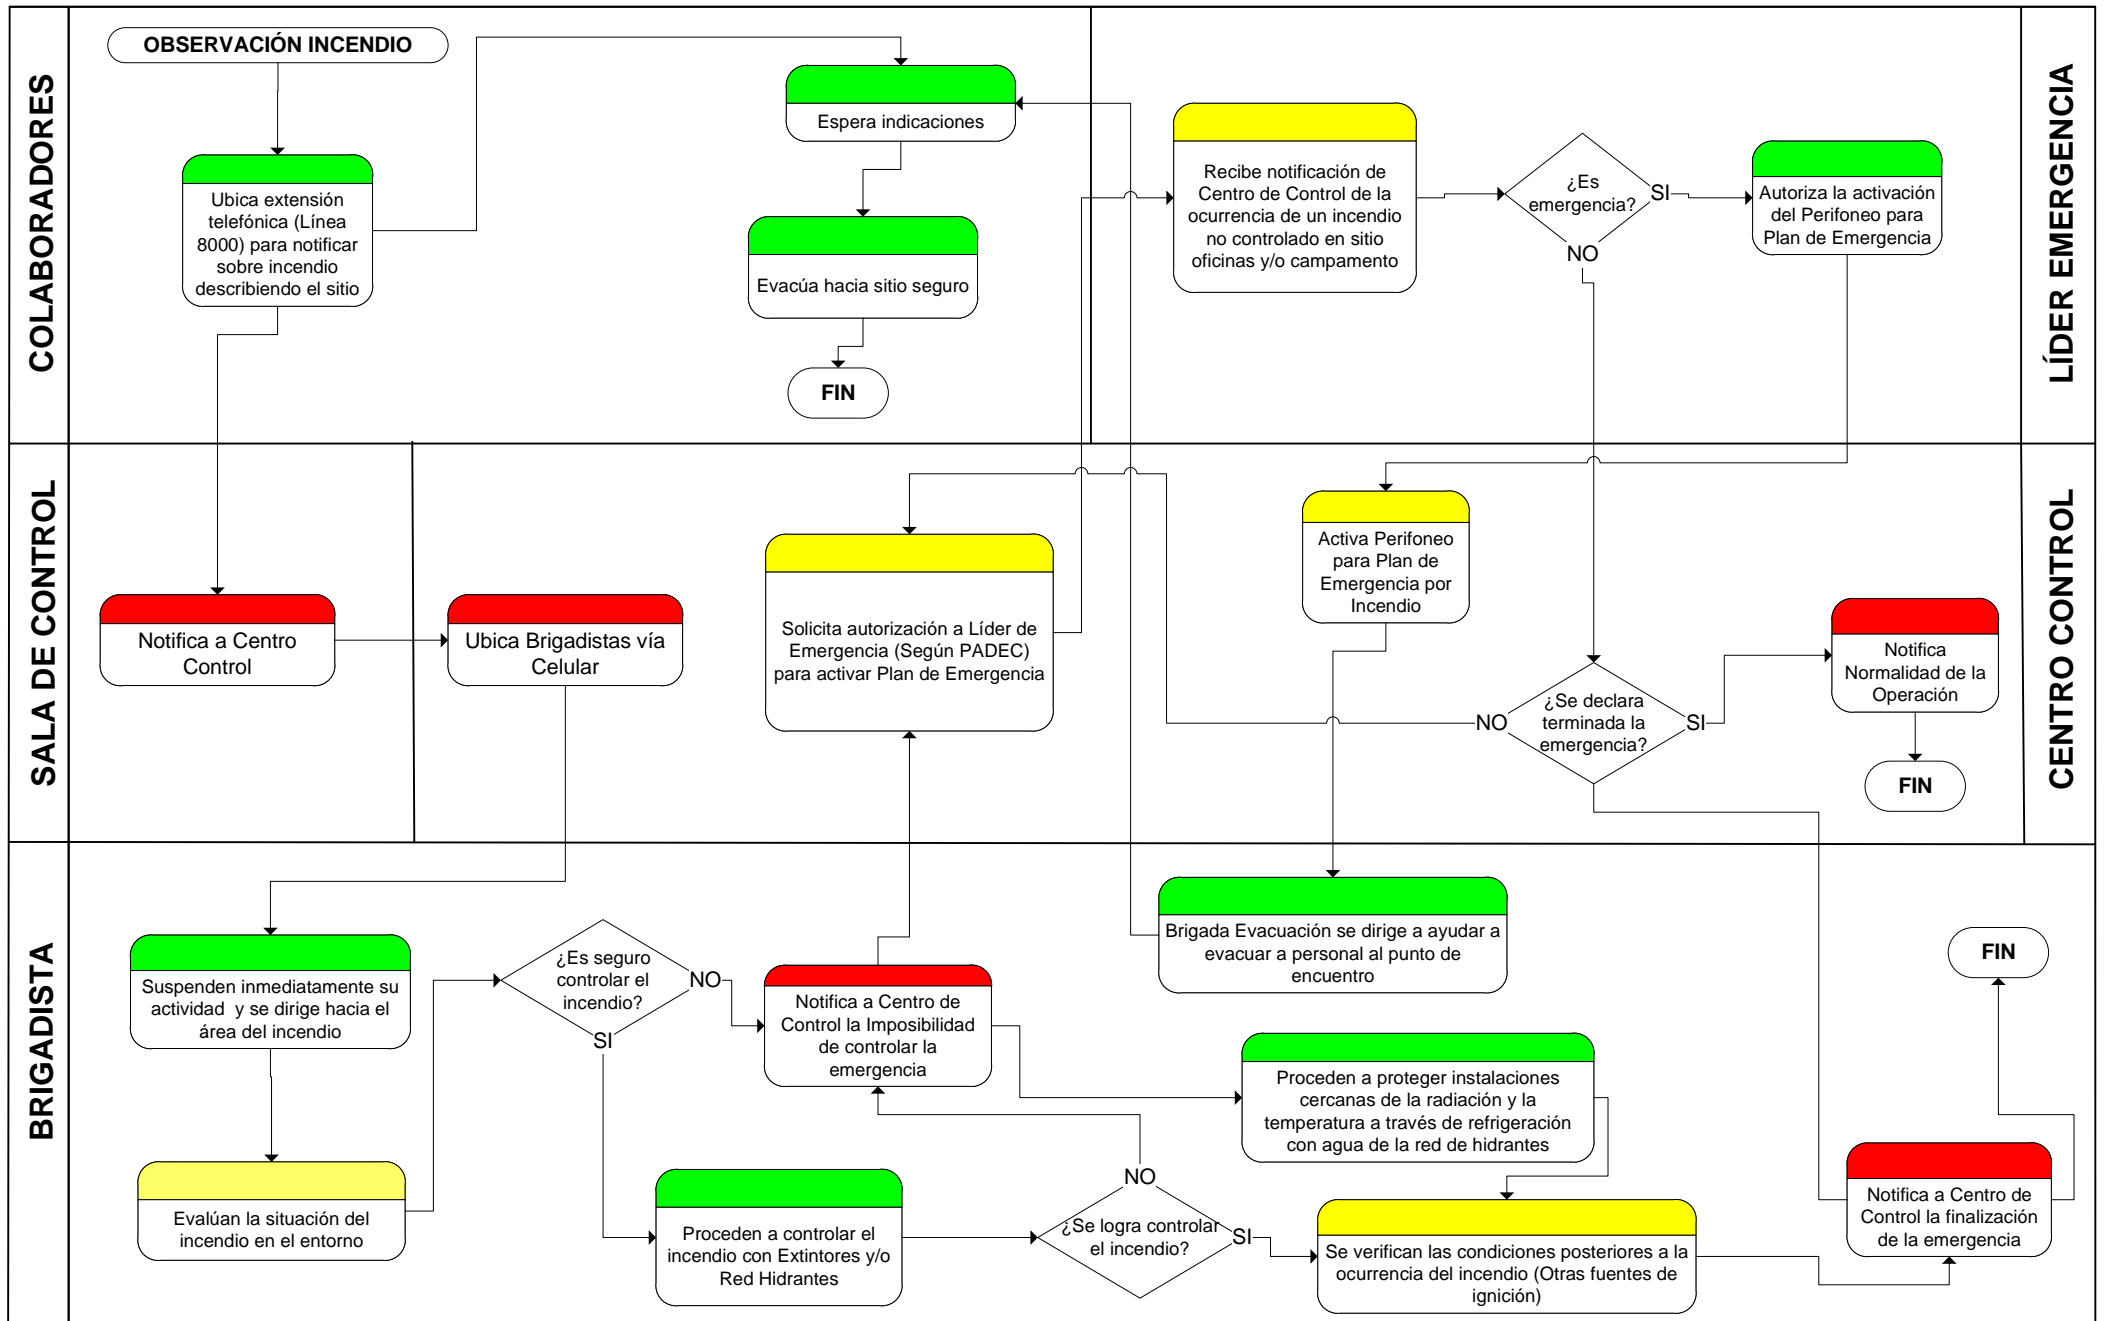 COLABORADORES
OBSERVACIÓN INCENDIO
Ubica extensión
telefónica (Línea
8000) para notificar
sobre incendio
describiendo el sitio
Espera indicaciones
Evacúa hacia sitio seguro
FIN
LÍDER EMERGENCIA
Recibe notificación de
Centro de Control de la
ocurrencia de un incendio
no controlado en sitio
oficinas y/o campamento
¿Es
emergencia?
SI
NO
Autoriza la activación
del Perifoneo para
Plan de Emergencia
SALA DE CONTROL
Notifica a Centro
Control
Ubica Brigadistas vía
Celular
Solicita autorización a Líder de
Emergencia (Según PADEC)
para activar Plan de Emergencia
CENTRO CONTROL
Activa Perifoneo
para Plan de
Emergencia por
Incendio
¿Se declara
terminada la
emergencia?
NO
SI
Notifica
Normalidad de la
Operación
FIN
BRIGADISTA
Suspenden inmediatamente su
actividad  y se dirige hacia el
área del incendio
Evalúan la situación del
incendio en el entorno
¿Es seguro
controlar el
incendio?
NO
SI
Notifica a Centro de
Control la Imposibilidad
de controlar la
emergencia
Proceden a controlar el
incendio con Extintores y/o
Red Hidrantes
Brigada Evacuación se dirige a ayudar a
evacuar a personal al punto de
encuentro
Proceden a proteger instalaciones
cercanas de la radiación y la
temperatura a través de refrigeración
con agua de la red de hidrantes
¿Se logra controlar
el incendio?
NO
SI
Se verifican las condiciones posteriores a la
ocurrencia del incendio (Otras fuentes de
ignición)
Notifica a Centro de
Control la finalización
de la emergencia
FIN